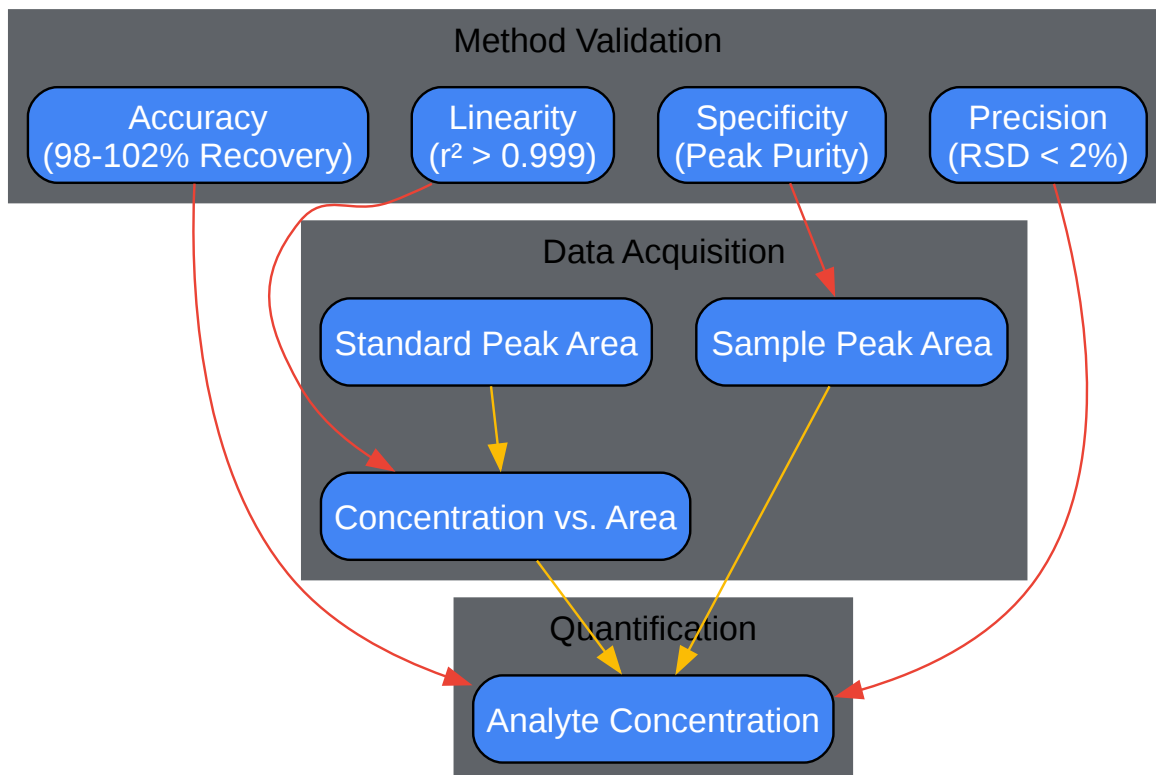 Method Validation
Accuracy
(98-102% Recovery)
Linearity
(r² > 0.999)
Specificity
(Peak Purity)
Precision
(RSD < 2%)
Data Acquisition
Standard Peak Area
Sample Peak Area
Concentration vs. Area
Quantification
Analyte Concentration